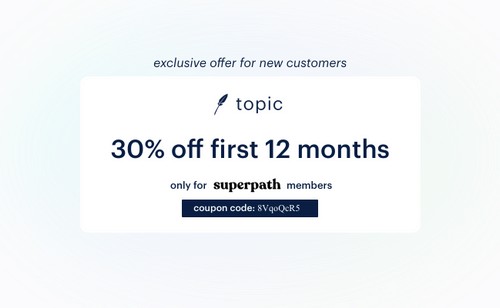 exclusive offer for new customers
topic
30% off first 12 months
only for superpath members
coupon code: 8VqoQcR5